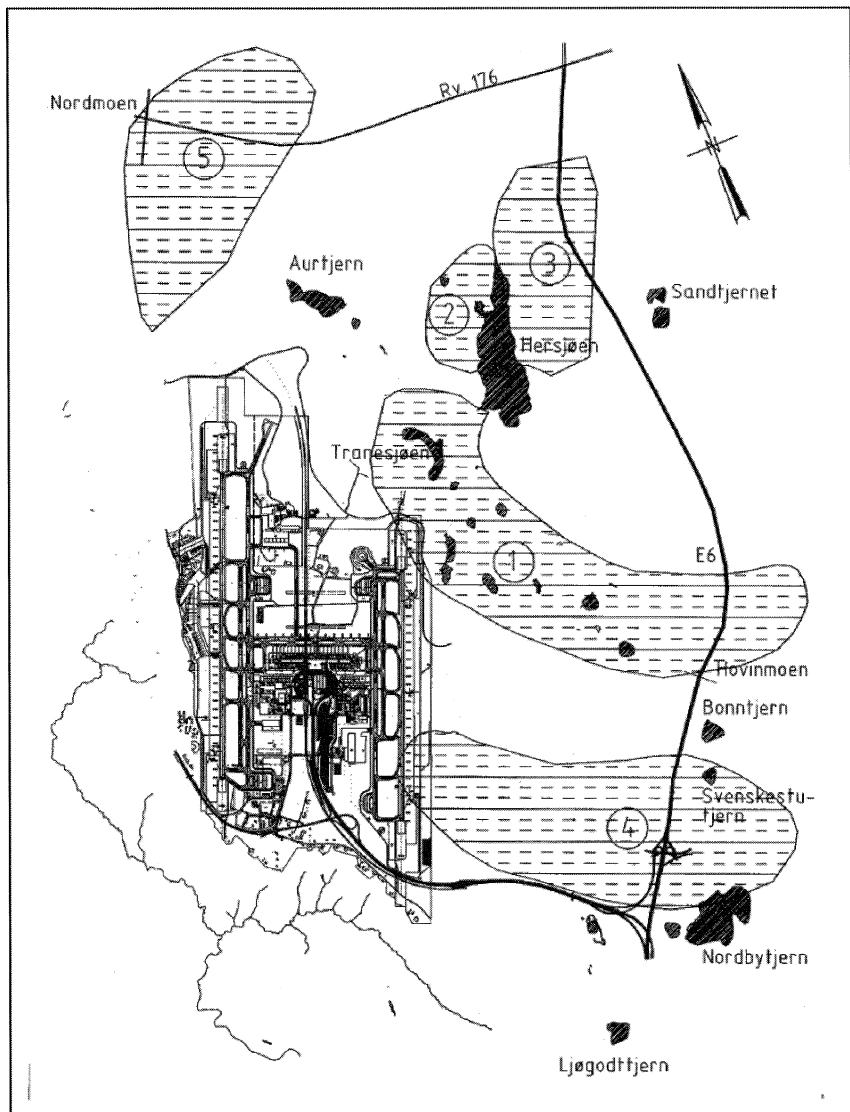 Rv. 176
Nordmoen
5
N
Aurtjern
3
Sandtjernet
2
Hersjøen
Tranesjøen
1
E6
Hovinmoen
Bonntjern
Svenskestu-
tjern
4
Nordbytjern
Ljøgodttjern